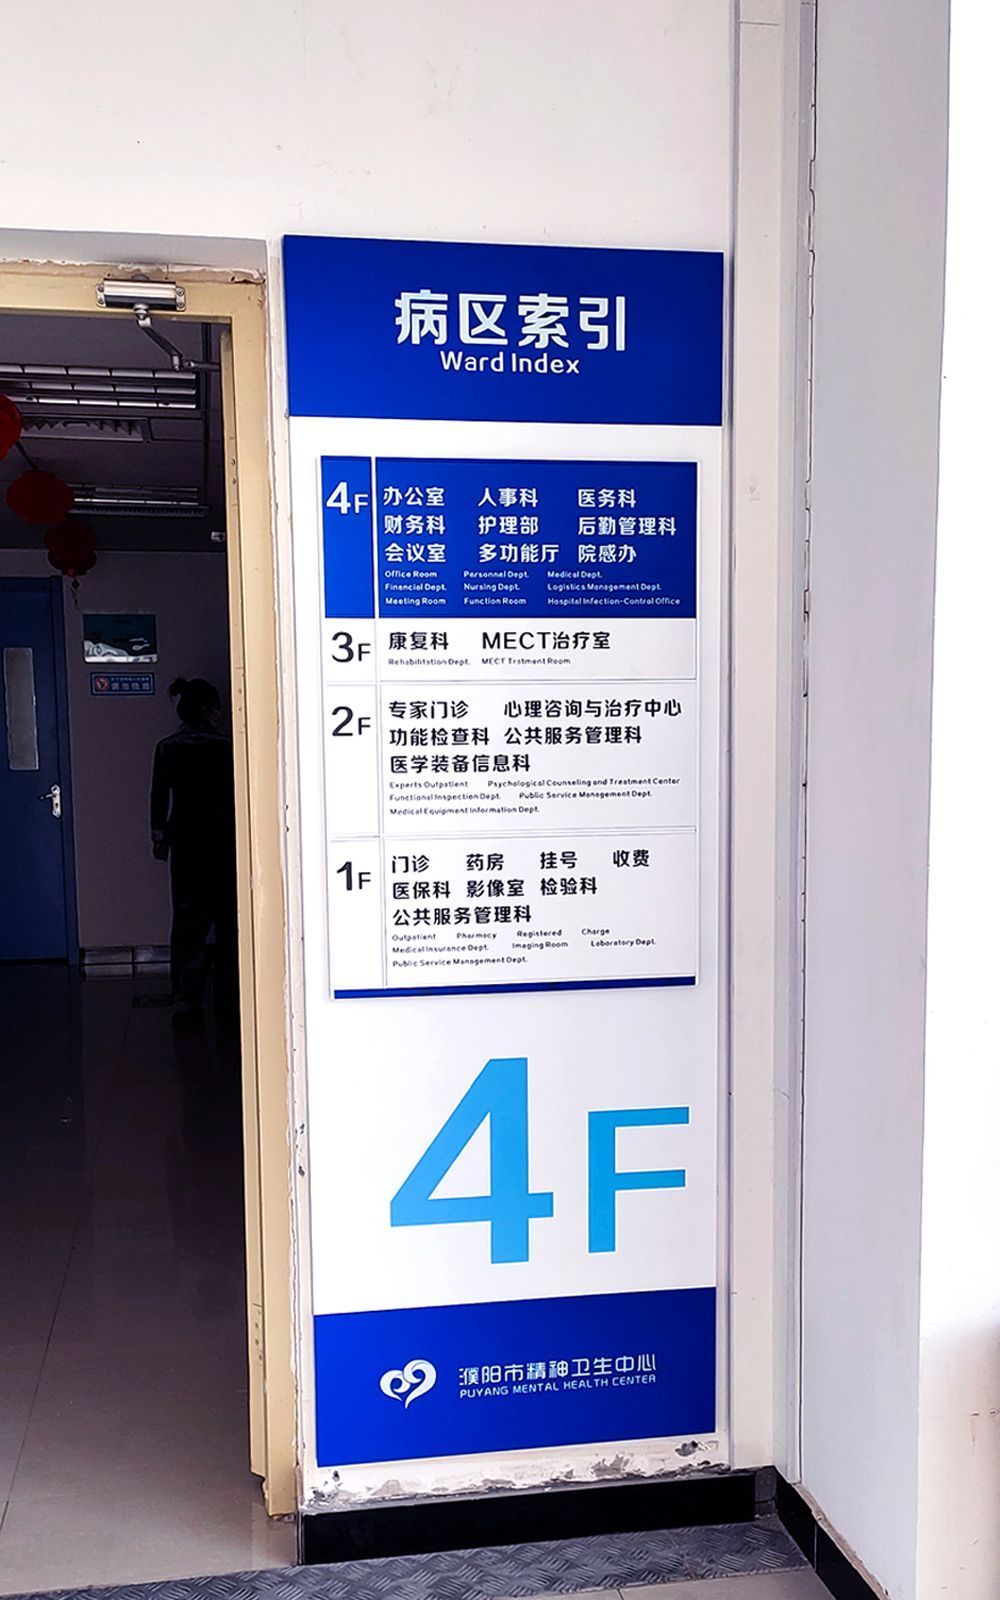 病区索引
Ward Index
4F
办公室 人事科 医务科
财务科 护理部 后勤管理科
会议室 多功能厅 院感办
Office Room Personnel Dept. Medical Dept.
Financial Dept. Nursing Dept. Logistics Management Dept.
Meeting Room Function Room Hospital Infection-Control Office
3F
康复科 MECT治疗室
Rehabilitation Dept. MECT Tratment Room
2F
专家门诊 心理咨询与治疗中心
功能检查科 公共服务管理科
医学装备信息科
Experts Outpatient Psychological Counseling and Treatment Center
Functional Inspection Dept. Public Service Management Dept.
Medical Equipment Information Dept.
1F
门诊 药房 挂号 收费
医保科 影像室 检验科
公共服务管理科
Outpatient Pharmacy Registered Charge
Medical Insurance Dept. Imaging Room Laboratory Dept.
Public Service Management Dept.
4F
濮阳市精神卫生中心
PUYANG MENTAL HEALTH CENTER
请勿吸烟